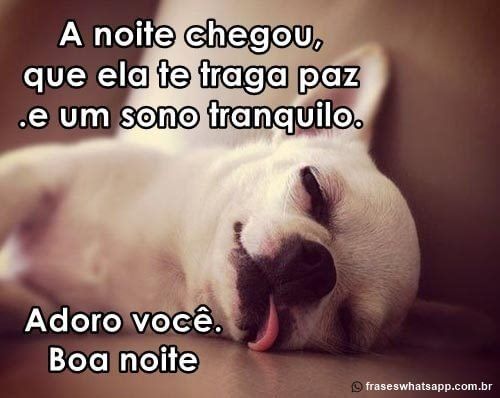 A noite chegou,
que ela te traga paz
.e um sono tranquilo.
Adoro você.
Boa noite
fraseswhatsapp.com.br